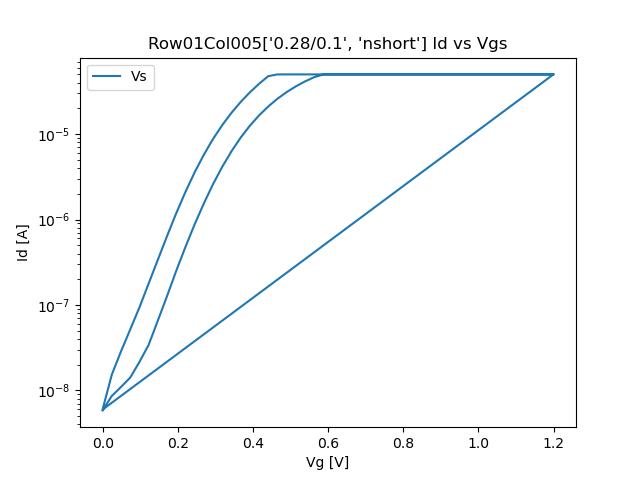 Row01Col005['0.28/0.1', 'nshort'] Id vs Vgs
Vs
10⁻⁵
10⁻⁶
10⁻⁷
10⁻⁸
Id [A]
0.0 0.2 0.4 0.6 0.8 1.0 1.2
Vg [V]